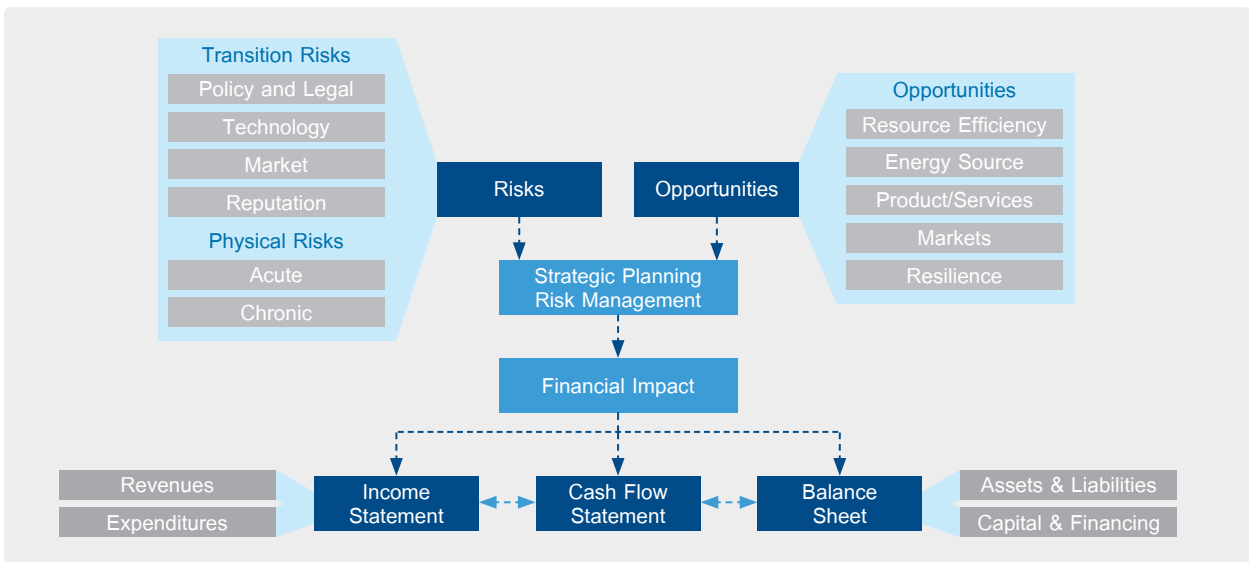 Transition Risks
Policy and Legal
Technology
Market
Reputation
Physical Risks
Acute
Chronic
Risks
Opportunities
Opportunities
Resource Efficiency
Energy Source
Product/Services
Markets
Resilience
Strategic Planning
Risk Management
Financial Impact
Revenues
Expenditures
Income
Statement
Cash Flow
Statement
Balance
Sheet
Assets & Liabilities
Capital & Financing